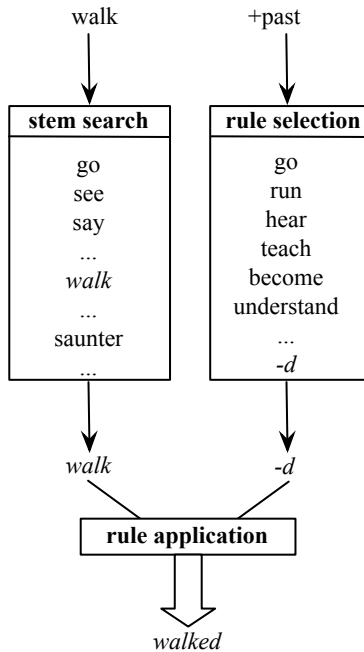 walk
+past
stem search
go
see
say
...
walk
...
saunter
...
rule selection
go
run
hear
teach
become
understand
...
-d
walk
-d
rule application
walked